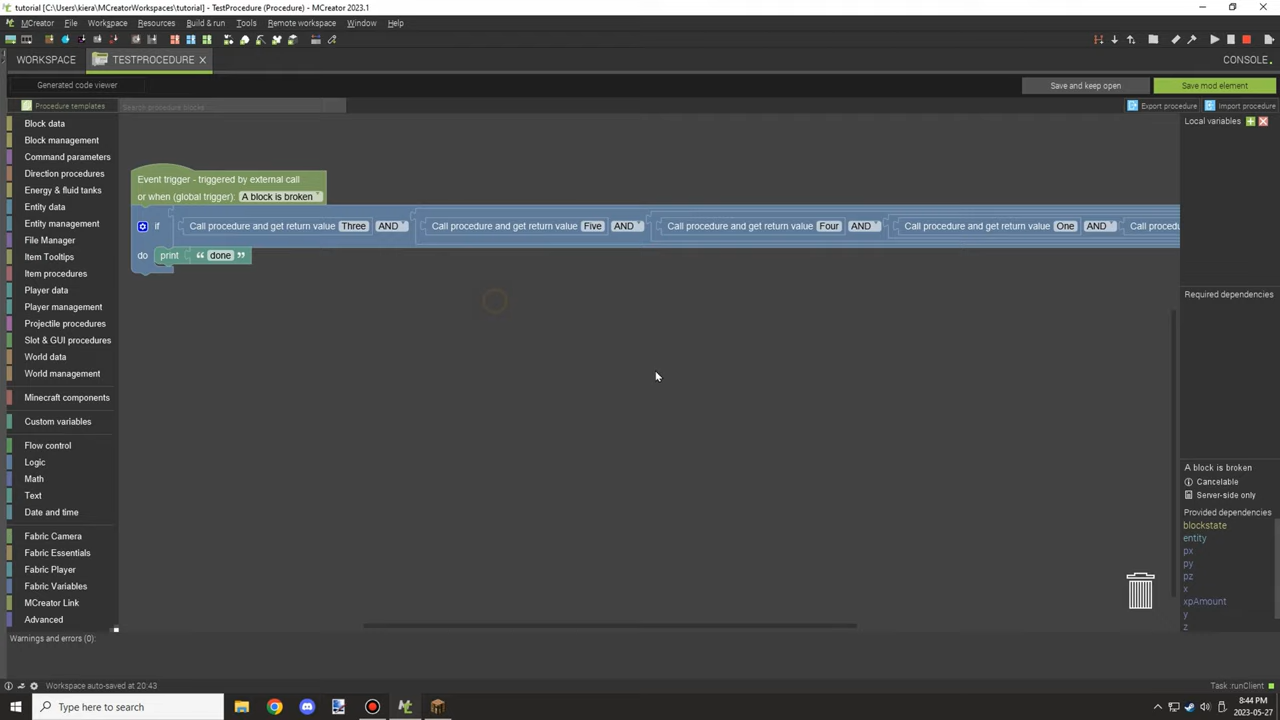 tutorial [C:\Users\kiera\MCreatorWorkspaces\tutorial] - TestProcedure (Procedure) - MCreator 2023.1
MCreator File Workspace Resources Build & run Tools Remote workspace Window Help
WORKSPACE TESTPROCEDURE CONSOLE
Generated code viewer Save and keep open Save mod element
Procedure templates Search procedure blocks Export procedure Import procedure
Local variables
Block data
Block management
Command parameters
Direction procedures
Energy & fluid tanks
Entity data
Entity management
File Manager
Item Tooltips
Item procedures
Player data
Player management
Projectile procedures
Slot & GUI procedures
World data
World management
Minecraft components
Custom variables
Flow control
Logic
Math
Text
Date and time
Fabric Camera
Fabric Essentials
Fabric Player
Fabric Variables
MCreator Link
Advanced
Event trigger - triggered by external call
or when (global trigger): A block is broken
if Call procedure and get return value Three AND Call procedure and get return value Five AND Call procedure and get return value Four AND Call procedure and get return value One AND Call proced
do print “ done ”
Required dependencies
A block is broken
Cancelable
Server-side only
Provided dependencies
blockstate
entity
px
py
pz
x
xpAmount
y
z
Warnings and errors (0):
Workspace auto-saved at 20:43 Task :runClient
Type here to search
8:44 PM
2023-05-27